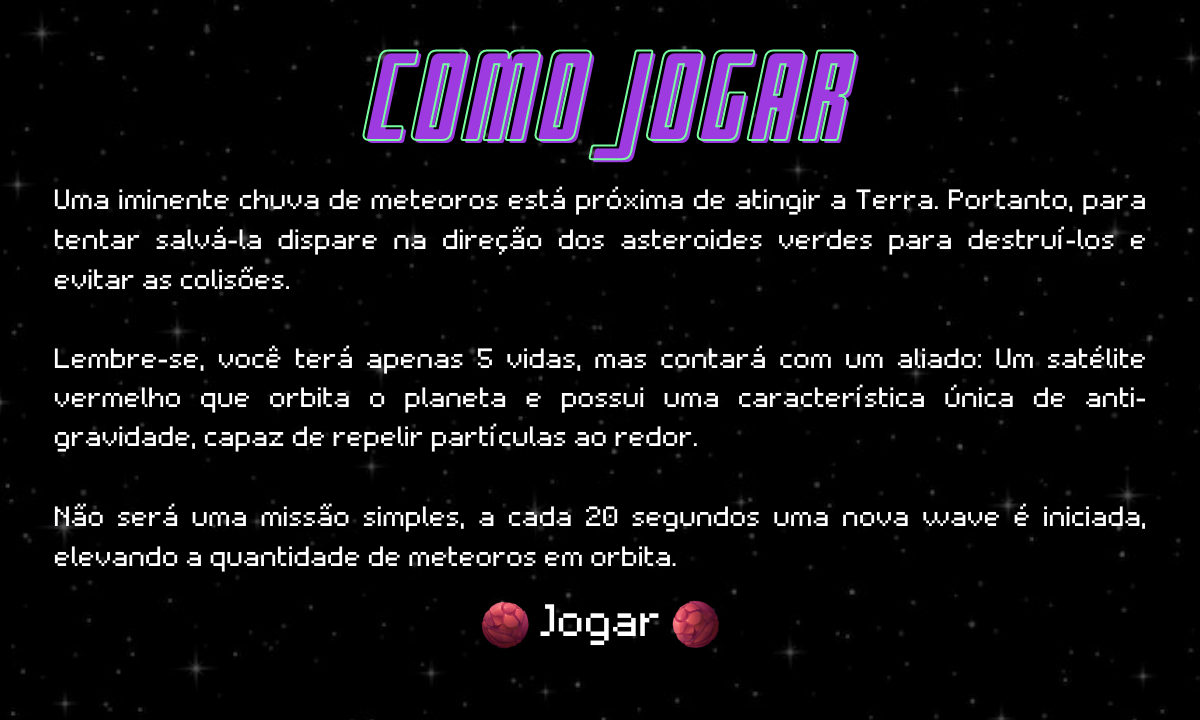 COMO JOGAR
Uma iminente chuva de meteoros está próxima de atingir a Terra. Portanto, para
tentar salvá-la dispare na direção dos asteroides verdes para destruí-los e
evitar as colisões.
Lembre-se, você terá apenas 5 vidas, mas contará com um aliado: Um satélite
vermelho que orbita o planeta e possui uma característica única de anti-
gravidade, capaz de repelir partículas ao redor.
Não será uma missão simples, a cada 20 segundos uma nova wave é iniciada,
elevando a quantidade de meteoros em orbita.
Jogar